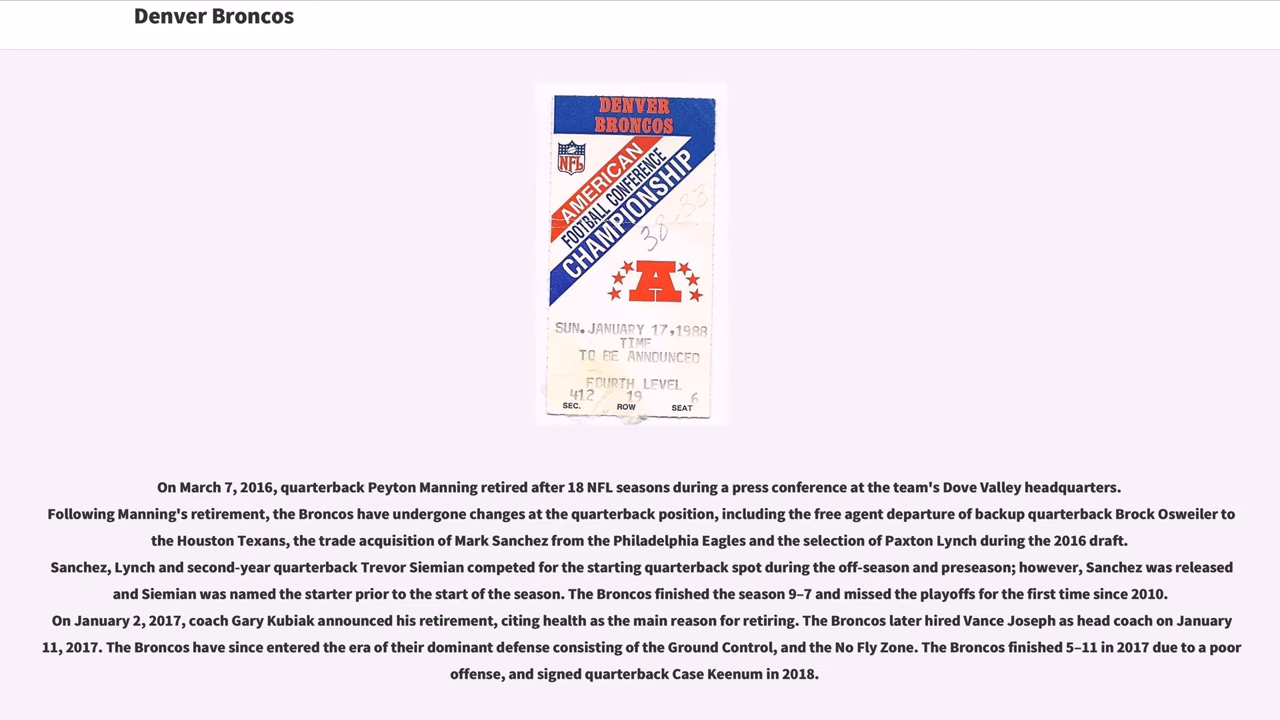 Denver Broncos
DENVER
BRONCOS
NFL
AMERICAN
FOOTBALL CONFERENCE
CHAMPIONSHIP
38-33
A
SUN. JANUARY 17, 1988
TIME
TO BE ANNOUNCED
FOURTH LEVEL
412 19 6
SEC. ROW SEAT
On March 7, 2016, quarterback Peyton Manning retired after 18 NFL seasons during a press conference at the team's Dove Valley headquarters.
Following Manning's retirement, the Broncos have undergone changes at the quarterback position, including the free agent departure of backup quarterback Brock Osweiler to
the Houston Texans, the trade acquisition of Mark Sanchez from the Philadelphia Eagles and the selection of Paxton Lynch during the 2016 draft.
Sanchez, Lynch and second-year quarterback Trevor Siemian competed for the starting quarterback spot during the off-season and preseason; however, Sanchez was released
and Siemian was named the starter prior to the start of the season. The Broncos finished the season 9–7 and missed the playoffs for the first time since 2010.
On January 2, 2017, coach Gary Kubiak announced his retirement, citing health as the main reason for retiring. The Broncos later hired Vance Joseph as head coach on January
11, 2017. The Broncos have since entered the era of their dominant defense consisting of the Ground Control, and the No Fly Zone. The Broncos finished 5–11 in 2017 due to a poor
offense, and signed quarterback Case Keenum in 2018.